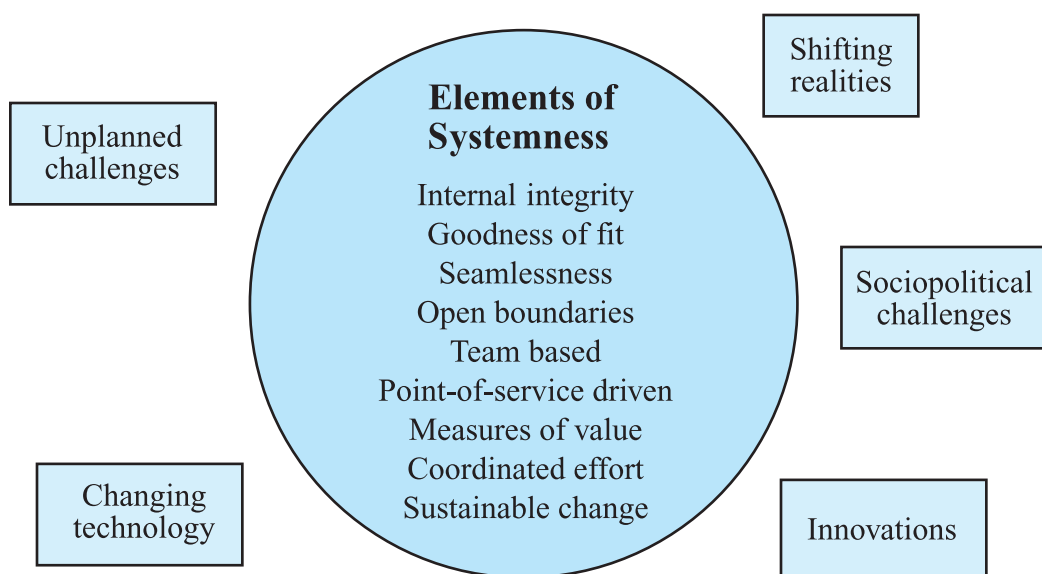 Elements of
Systemness
Internal integrity
Goodness of fit
Seamlessness
Open boundaries
Team based
Point-of-service driven
Measures of value
Coordinated effort
Sustainable change
Unplanned
challenges
Changing
technology
Shifting
realities
Sociopolitical
challenges
Innovations